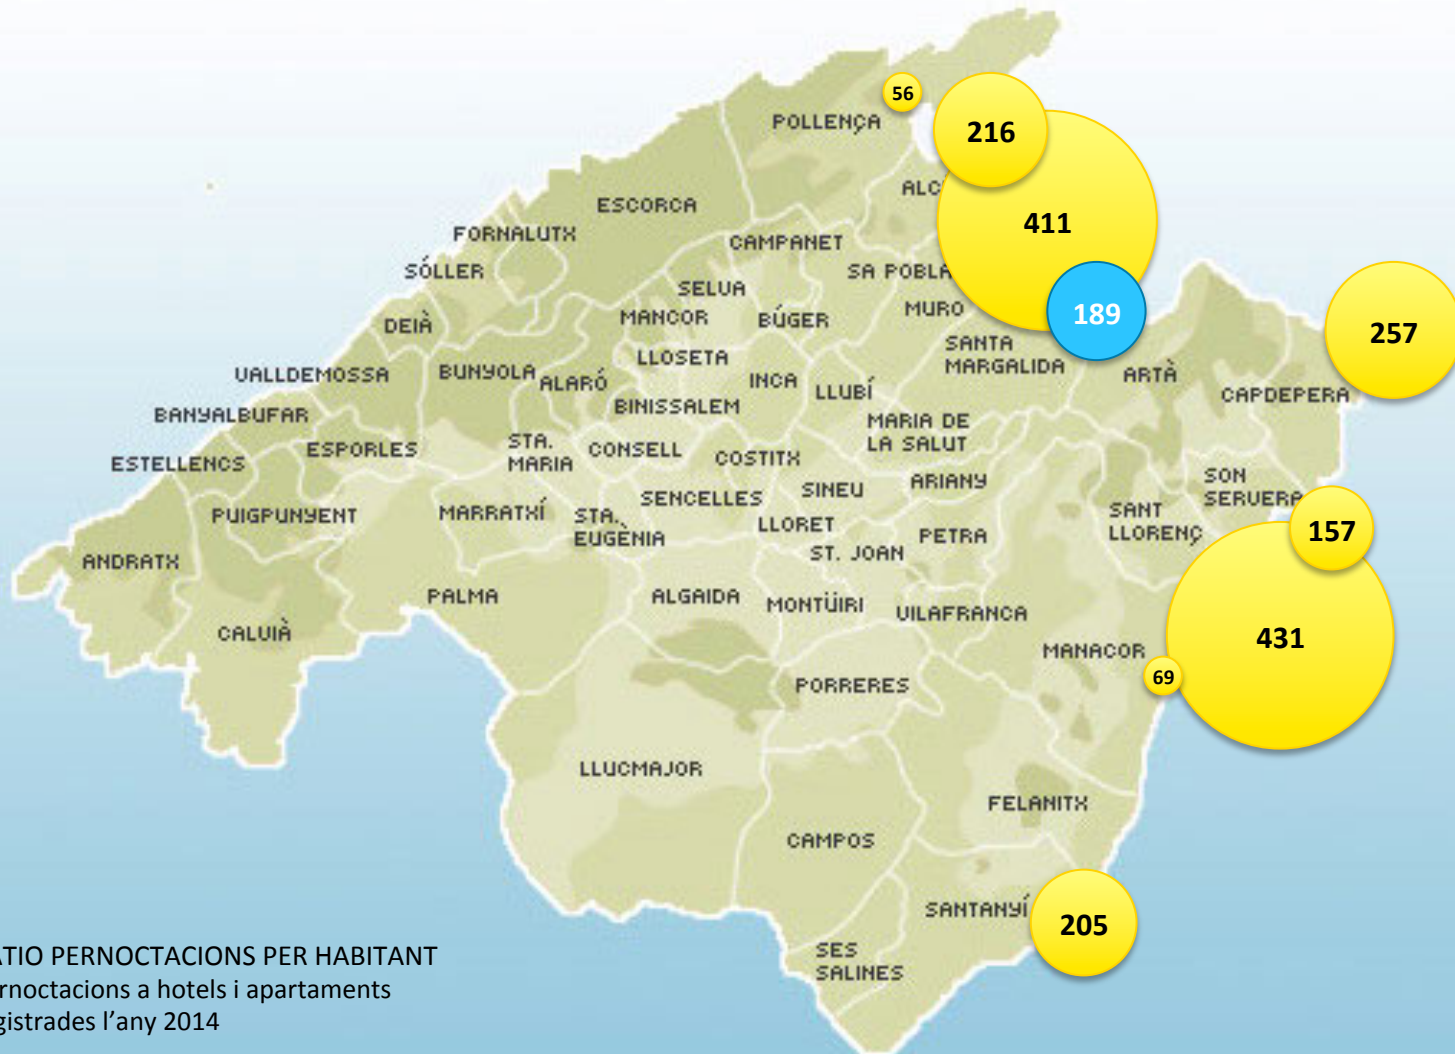 56
POLLENÇA
216
ALC
ESCORCA
411
FORNALUTX
CAMPANET
SÓLLER
SA POBLA
SELVA
189
MURO
MANCOR
BÚGER
DEIÀ
257
SANTA
MARGALIDA
LLOSETA
BUNYOLA
ALARÓ
VALLDEMOSSA
INCA
LLUBÍ
ARTÀ
CAPDEPERA
BINISSALEM
BANYALBUFAR
MARIA DE
LA SALUT
ESPORLES
STA.
MARIA
CONSELL
COSTITX
ESTELLENCS
SON
SERVERA
ARIANY
SINEU
SENCELLES
PUIGPUNYENT
MARRATXÍ
STA.
EUGÈNIA
LLORET
SANT
LLORENÇ
157
PETRA
ST. JOAN
ANDRATX
PALMA
ALGAIDA
MONTÜIRI
VILAFRANCA
CALVIÀ
431
MANACOR
69
PORRERES
LLUCMAJOR
FELANITX
CAMPOS
SANTANYÍ
205
SES
SALINES
ATIO PERNOCTACIONS PER HABITANT
rnoctacions a hotels i apartaments
gistrades l’any 2014